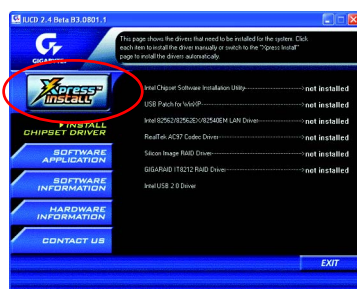 IUCD 2.4 Beta B3.0801.1
GIGABYTE
This page shows the drivers that need to be installed for the system. Click
each item to install the driver manually or switch to the "Xpress Install"
page to install the drivers automatically.
Xpress
INSTALL
INSTALL
CHIPSET DRIVER
SOFTWARE
APPLICATION
SOFTWARE
INFORMATION
HARDWARE
INFORMATION
CONTACT US
Intel Chipset Software Installation Utility not installed
USB Patch for WinXP not installed
Intel 82562/82562EX/82540EM LAN Driver not installed
RealTek AC97 Codec Driver not installed
Silicon Image RAID Driver not installed
GIGARAID IT8212 RAID Driver not installed
Intel USB 2.0 Driver
EXIT